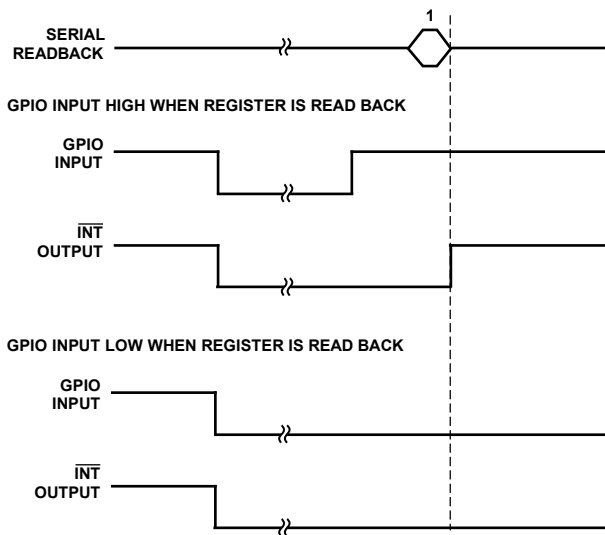 1
SERIAL
READBACK
GPIO INPUT HIGH WHEN REGISTER IS READ BACK
GPIO
INPUT
INT
OUTPUT
GPIO INPUT LOW WHEN REGISTER IS READ BACK
GPIO
INPUT
INT
OUTPUT